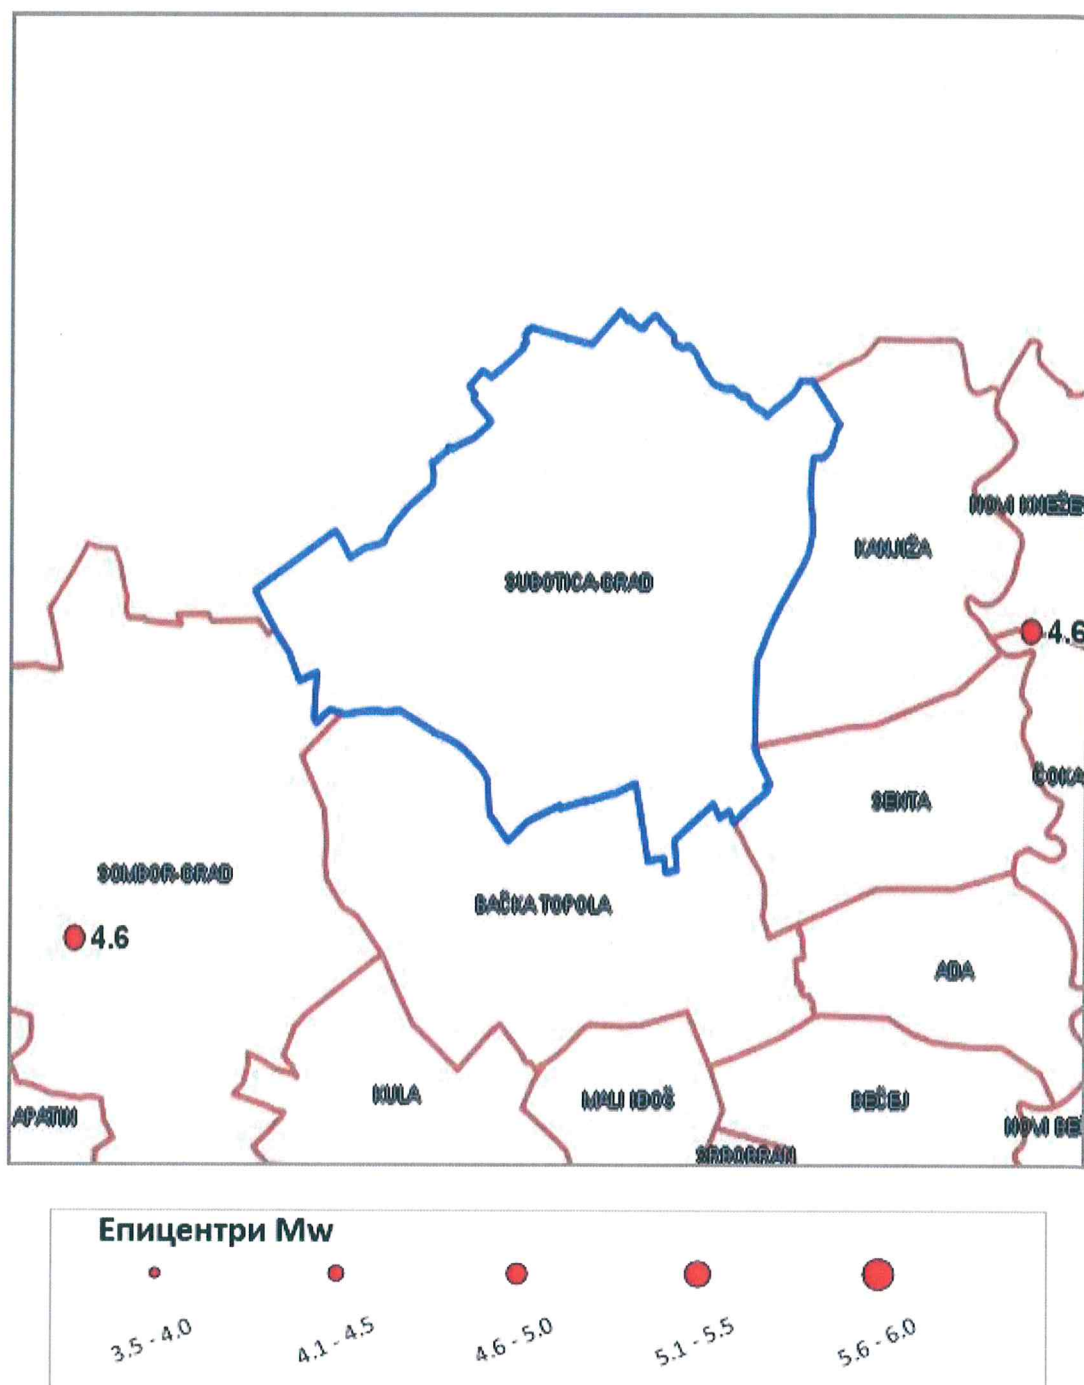 NOVI KNEŽE
KANJIŽA
SUBOTICA-GRAD
4.6
ČOKA
SENTA
SOMBOR-GRAD
BAČKA TOPOLA
4.6
ADA
KULA
MALI IĐOŠ
BEČEJ
APATIN
NOVI BE
SRBOBRAN
Епицентри Mw
3.5 - 4.0
4.1 - 4.5
4.6 - 5.0
5.1 - 5.5
5.6 - 6.0